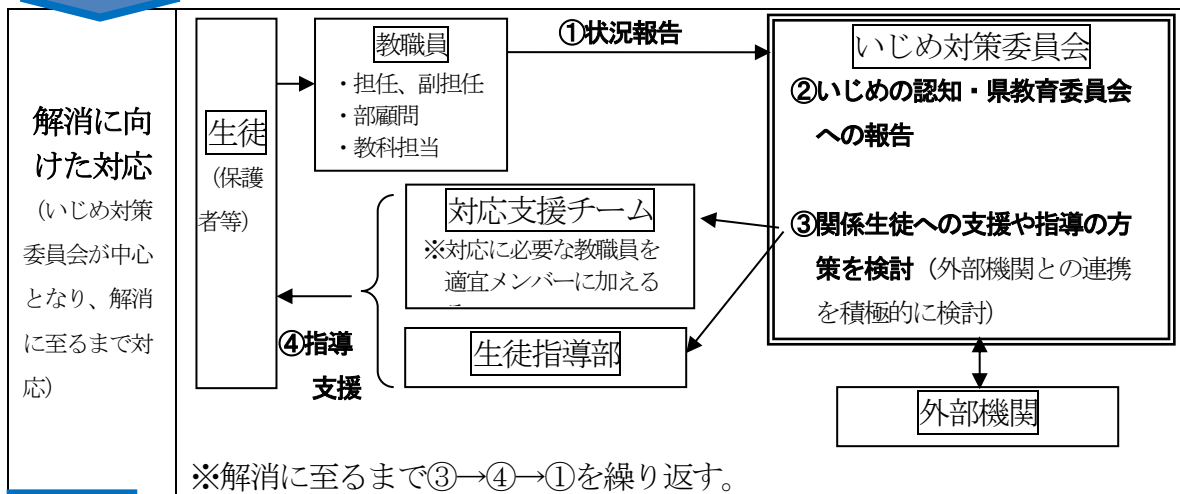 解消に向
けた対応
(いじめ対策
委員会が中心
となり、解消
に至るまで対
応)
生徒
(保護
者等)
教職員
・担任、副担任
・部顧問
・教科担当
①状況報告
いじめ対策委員会
②いじめの認知・県教育委員会
への報告
③関係生徒への支援や指導の方
策を検討(外部機関との連携
を積極的に検討)
対応支援チーム
※対応に必要な教職員を
適宜メンバーに加える
生徒指導部
④指導
支援
外部機関
※解消に至るまで③→④→①を繰り返す。